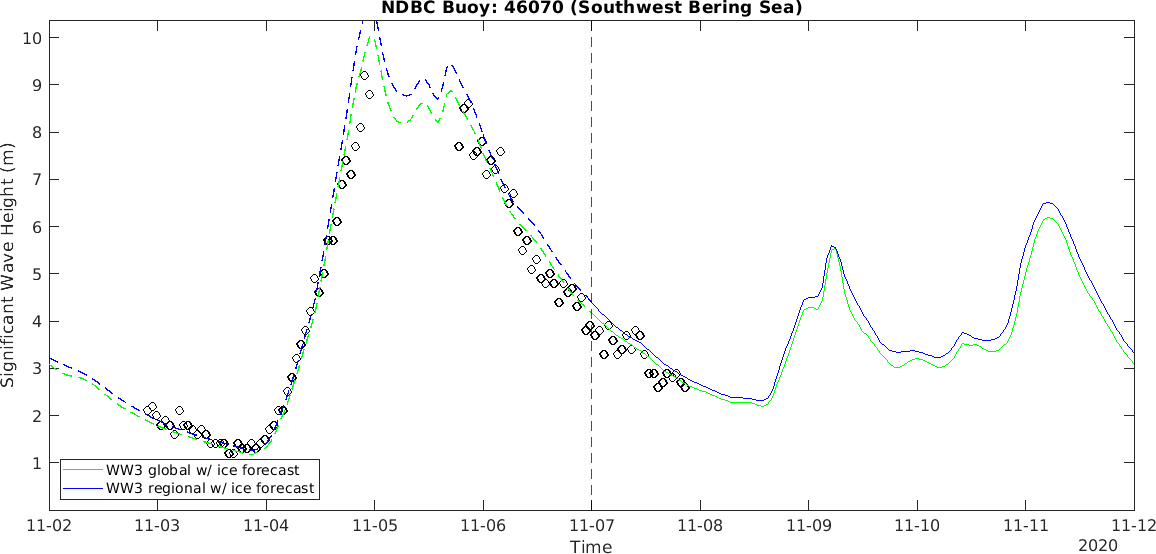 NDBC Buoy: 46070 (Southwest Bering Sea)
Significant Wave Height (m)
10
9
8
7
6
5
4
3
2
1
WW3 global w/ ice forecast
WW3 regional w/ ice forecast
11-02 11-03 11-04 11-05 11-06 11-07 11-08 11-09 11-10 11-11 11-12
Time
2020